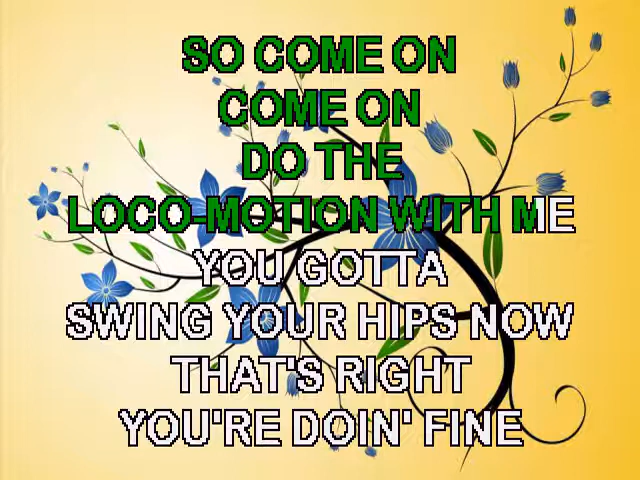 SO COME ON
COME ON
DO THE
LOCO-MOTION WITH ME
YOU GOTTA
SWING YOUR HIPS NOW
THAT'S RIGHT
YOU'RE DOIN' FINE